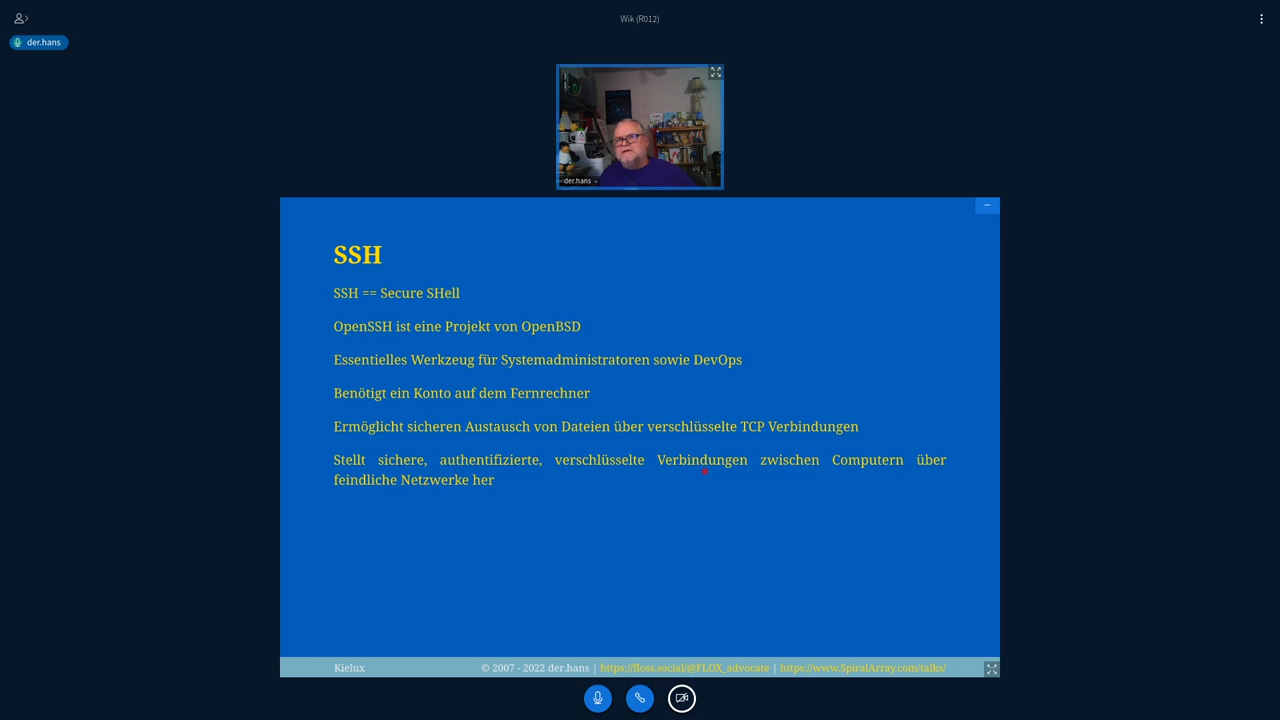 Wik (R012)
der.hans
der.hans
SSH
SSH == Secure SHell
OpenSSH ist eine Projekt von OpenBSD
Essentielles Werkzeug für Systemadministratoren sowie DevOps
Benötigt ein Konto auf dem Fernrechner
Ermöglicht sicheren Austausch von Dateien über verschlüsselte TCP Verbindungen
Stellt sichere, authentifizierte, verschlüsselte Verbindungen zwischen Computern über
feindliche Netzwerke her
Kielux
© 2007 - 2022 der.hans | https://floss.social/@FLOX_advocate | https://www.SpiralArray.com/talks/